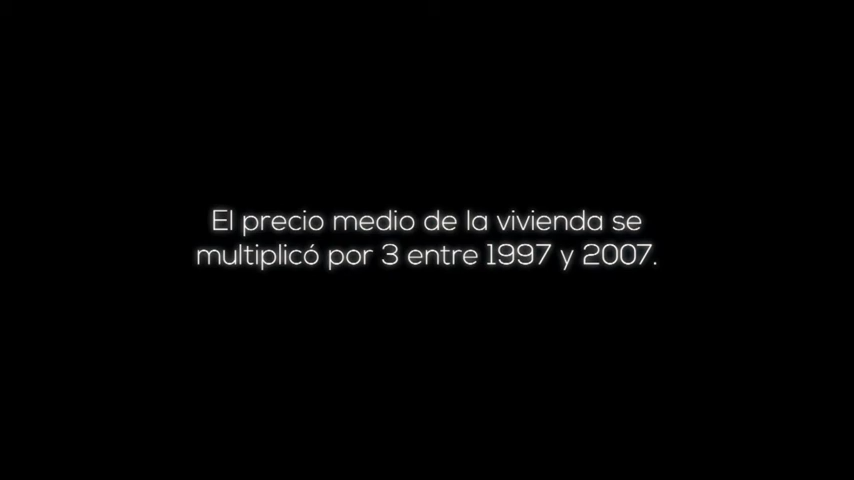 El precio medio de la vivienda se
multiplicó por 3 entre 1997 y 2007.